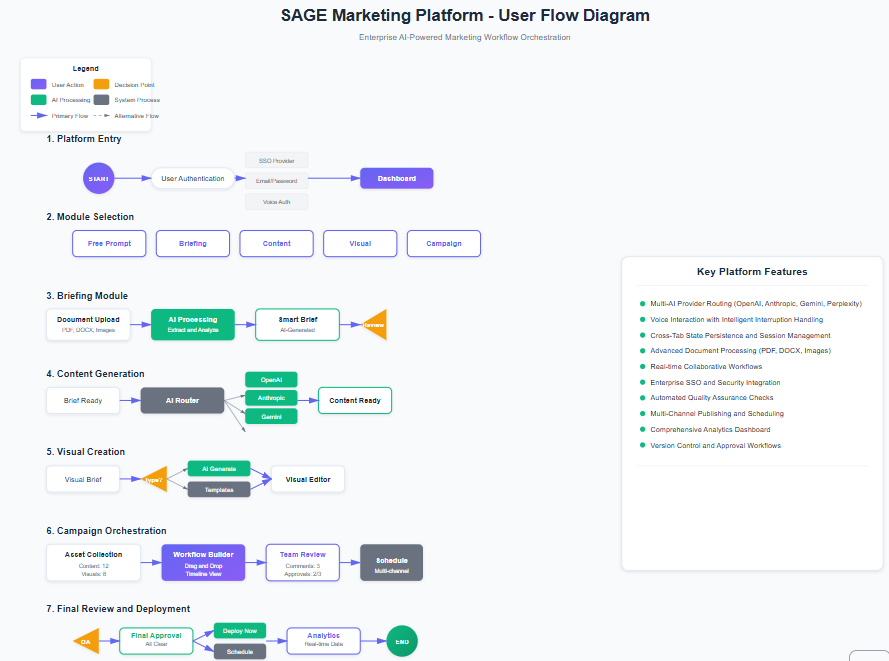 SAGE Marketing Platform - User Flow Diagram
Enterprise AI-Powered Marketing Workflow Orchestration
Legend
User Action
Decision Point
AI Processing
System Process
Primary Flow
Alternative Flow
1. Platform Entry
START
User Authentication
SSO Provider
Email/Password
Voice Auth
Dashboard
2. Module Selection
Free Prompt
Briefing
Content
Visual
Campaign
3. Briefing Module
Document Upload
PDF, DOCX, Images
AI Processing
Extract and Analyze
Smart Brief
AI-Generated
Review
4. Content Generation
Brief Ready
AI Router
OpenAI
Anthropic
Gemini
Content Ready
5. Visual Creation
Visual Brief
Type?
AI Generate
Templates
Visual Editor
6. Campaign Orchestration
Asset Collection
Content: 12
Visuals: 8
Workflow Builder
Drag and Drop
Timeline View
Team Review
Comments: 3
Approvals: 2/3
Schedule
Multi-channel
7. Final Review and Deployment
QA
Final Approval
All Clear
Deploy Now
Schedule
Analytics
Real-time Data
END
Key Platform Features
Multi-AI Provider Routing (OpenAI, Anthropic, Gemini, Perplexity)
Voice Interaction with Intelligent Interruption Handling
Cross-Tab State Persistence and Session Management
Advanced Document Processing (PDF, DOCX, Images)
Real-time Collaborative Workflows
Enterprise SSO and Security Integration
Automated Quality Assurance Checks
Multi-Channel Publishing and Scheduling
Comprehensive Analytics Dashboard
Version Control and Approval Workflows